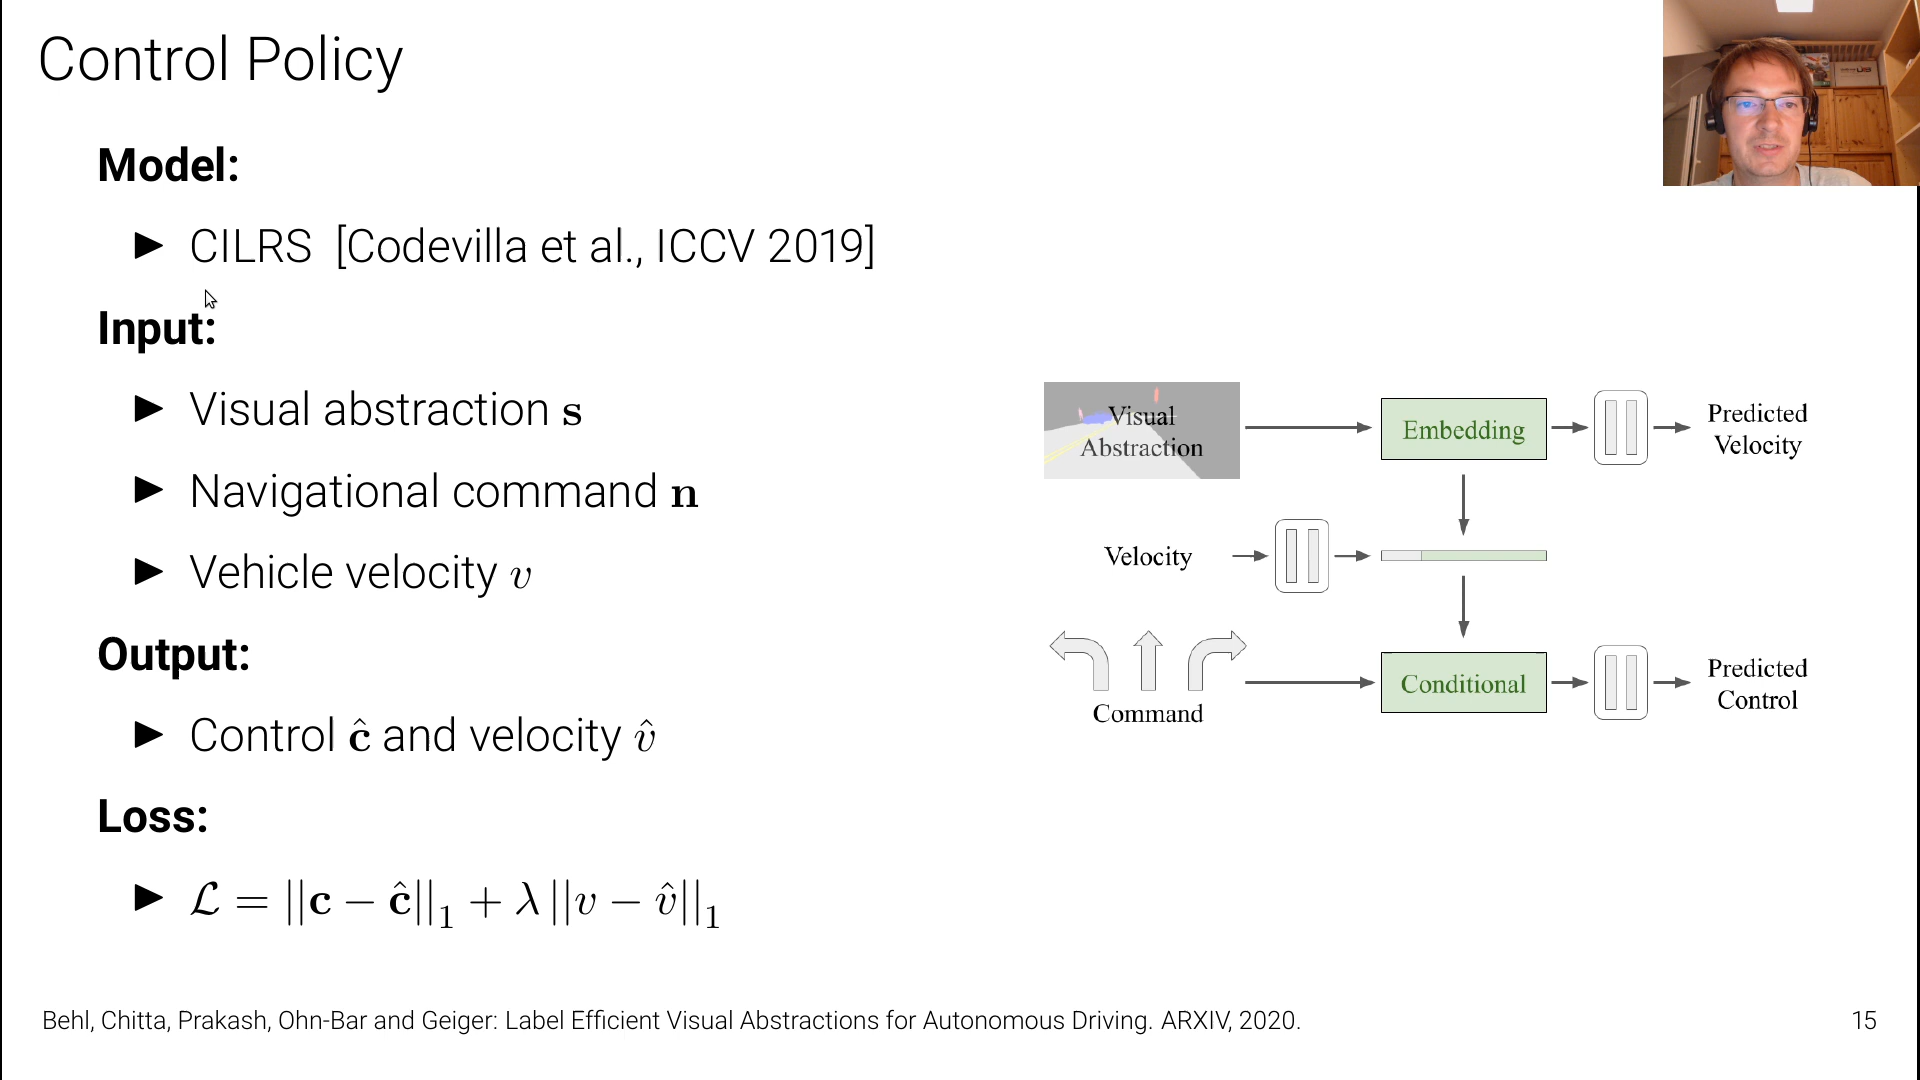 Control Policy
Model:
► CILRS [Codevilla et al., ICCV 2019]
Input:
► Visual abstraction s
► Navigational command n
► Vehicle velocity v
Output:
► Control ĉ and velocity v̂
Loss:
► ℒ = ||c − ĉ||₁ + λ ||v − v̂||₁
Visual
Abstraction
Embedding
Predicted
Velocity
Velocity
Command
Conditional
Predicted
Control
Behl, Chitta, Prakash, Ohn-Bar and Geiger: Label Efficient Visual Abstractions for Autonomous Driving. ARXIV, 2020.
15